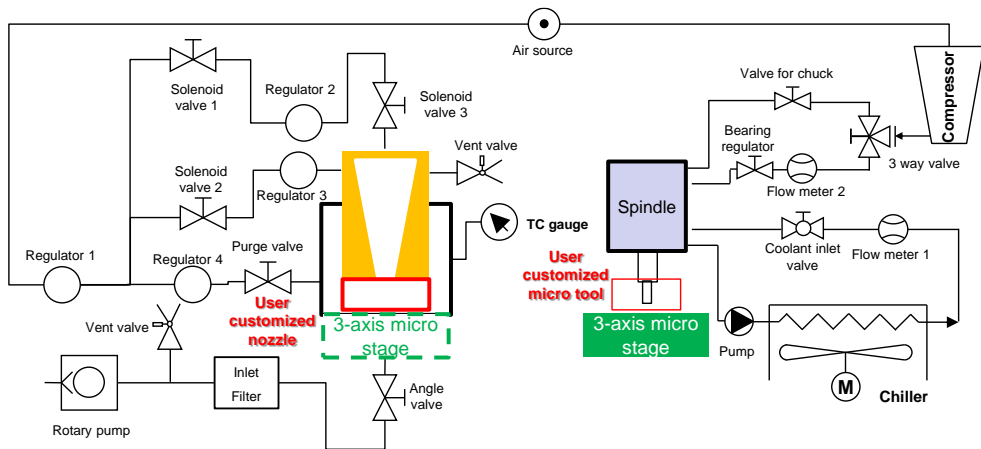 Air source
Compressor
Solenoid
valve 1
Regulator 2
Solenoid
valve 3
Valve for chuck
Bearing
regulator
3 way valve
Flow meter 2
Vent valve
Solenoid
valve 2
Regulator 3
Spindle
TC gauge
Coolant inlet
valve
Flow meter 1
Regulator 1
Regulator 4
Purge valve
User
customized
nozzle
User
customized
micro tool
3-axis micro
stage
3-axis micro
stage
Vent valve
Pump
Inlet
Filter
Angle
valve
M
Chiller
Rotary pump